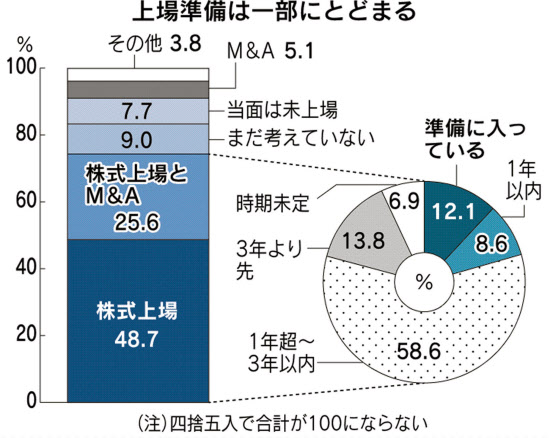 上場準備は一部にとどまる
%
その他 3.8
M&A 5.1
100
7.7
当面は未上場
80
9.0
まだ考えていない
準備に入っ
ている
株式上場と
M&A
25.6
60
時期未定
6.9
12.1
1年
以内
8.6
13.8
3年より
先
40
%
株式上場
48.7
20
1年超～
3年以内
58.6
0
(注)四捨五入で合計が100にならない